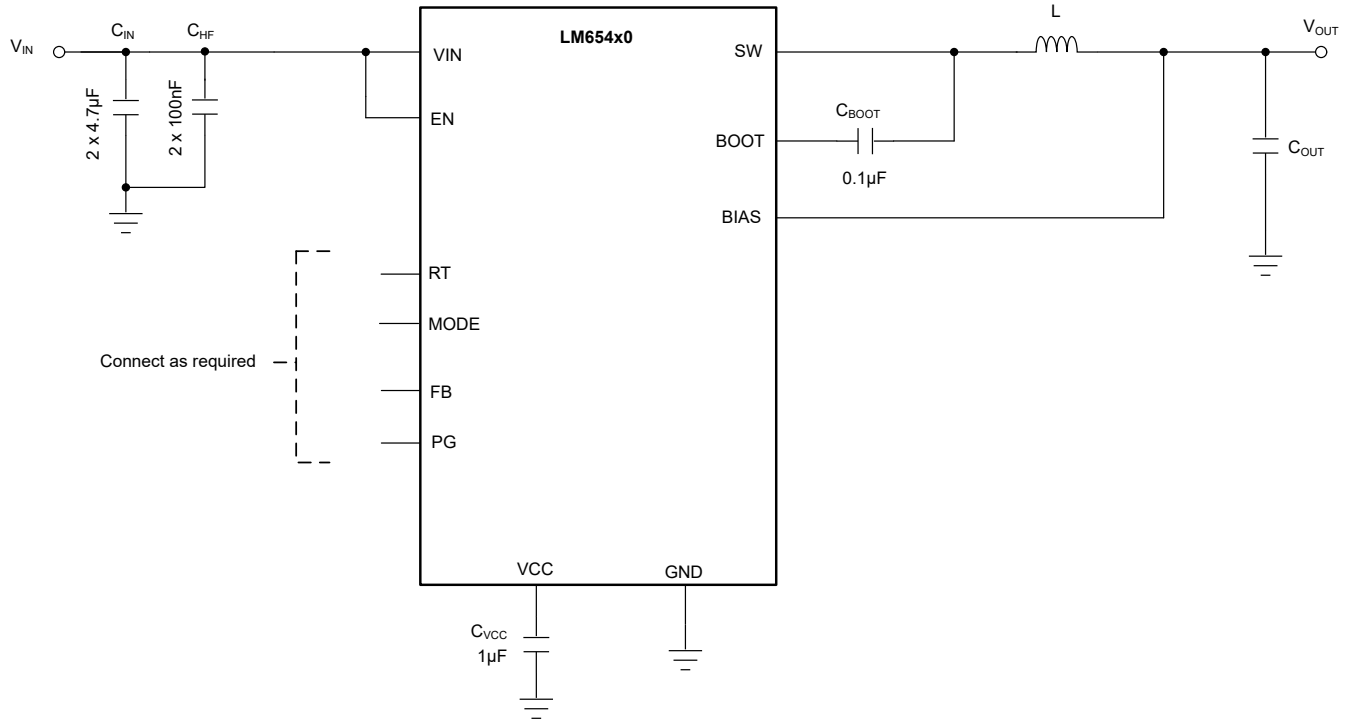 V_IN
C_IN
C_HF
2 x 4.7µF
2 x 100nF
LM654x0
VIN
EN
SW
BOOT
BIAS
C_BOOT
0.1µF
L
V_OUT
C_OUT
RT
MODE
FB
PG
Connect as required
VCC
GND
C_VCC
1µF